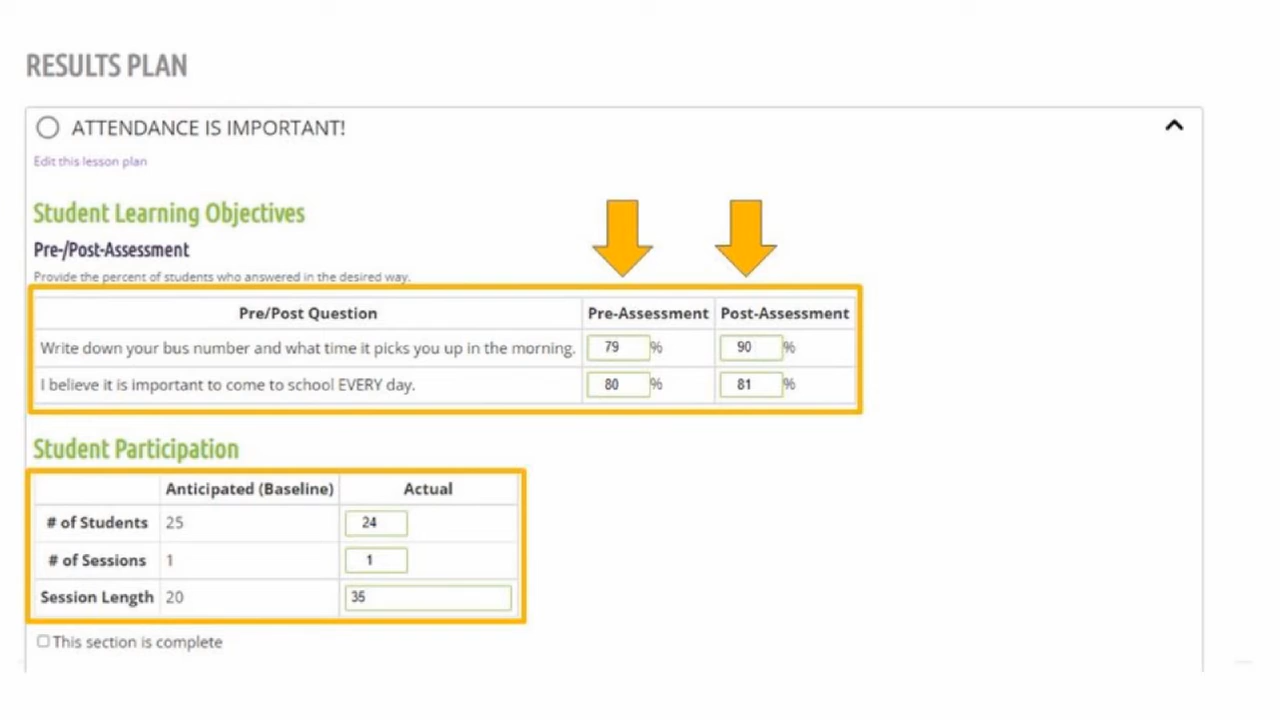 RESULTS PLAN
ATTENDANCE IS IMPORTANT!
Edit this lesson plan
Student Learning Objectives
Pre-/Post-Assessment
Provide the percent of students who answered in the desired way.
Pre/Post Question Pre-Assessment Post-Assessment
Write down your bus number and what time it picks you up in the morning. 79 % 90 %
I believe it is important to come to school EVERY day. 80 % 81 %
Student Participation
Anticipated (Baseline) Actual
# of Students 25 24
# of Sessions 1 1
Session Length 20 35
This section is complete